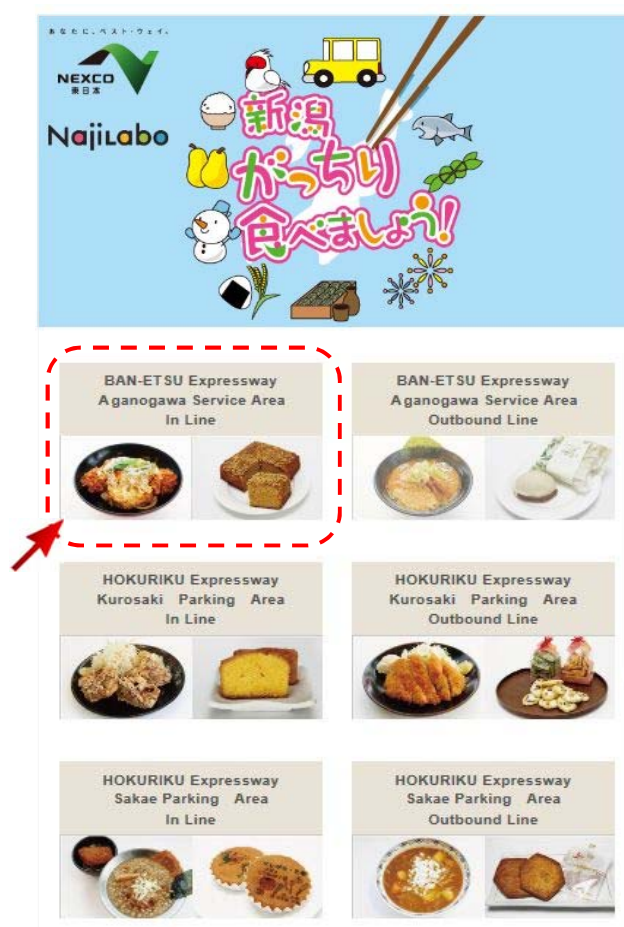 あなたに、ベスト・ウェイ。
NEXCO
東日本
NajiLabo
新潟
がっちり
食べましょう!
BAN-ETSU Expressway
Aganogawa Service Area
In Line
BAN-ETSU Expressway
Aganogawa Service Area
Outbound Line
HOKURIKU Expressway
Kurosaki Parking Area
In Line
HOKURIKU Expressway
Kurosaki Parking Area
Outbound Line
HOKURIKU Expressway
Sakae Parking Area
In Line
HOKURIKU Expressway
Sakae Parking Area
Outbound Line